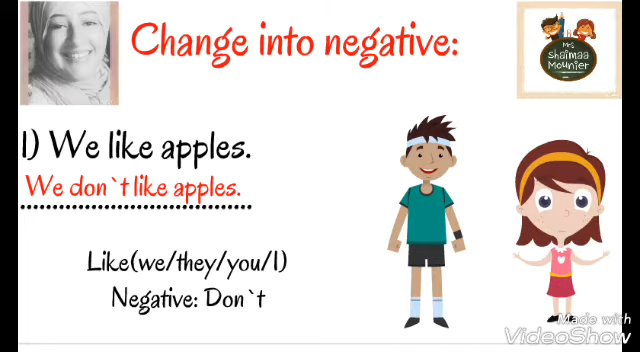 Change into negative:
Mrs
Shaimaa
Mounier
1) We like apples.
We don`t like apples.
Like(we/they/you/I)
Negative: Don`t
Made with
VideoShow